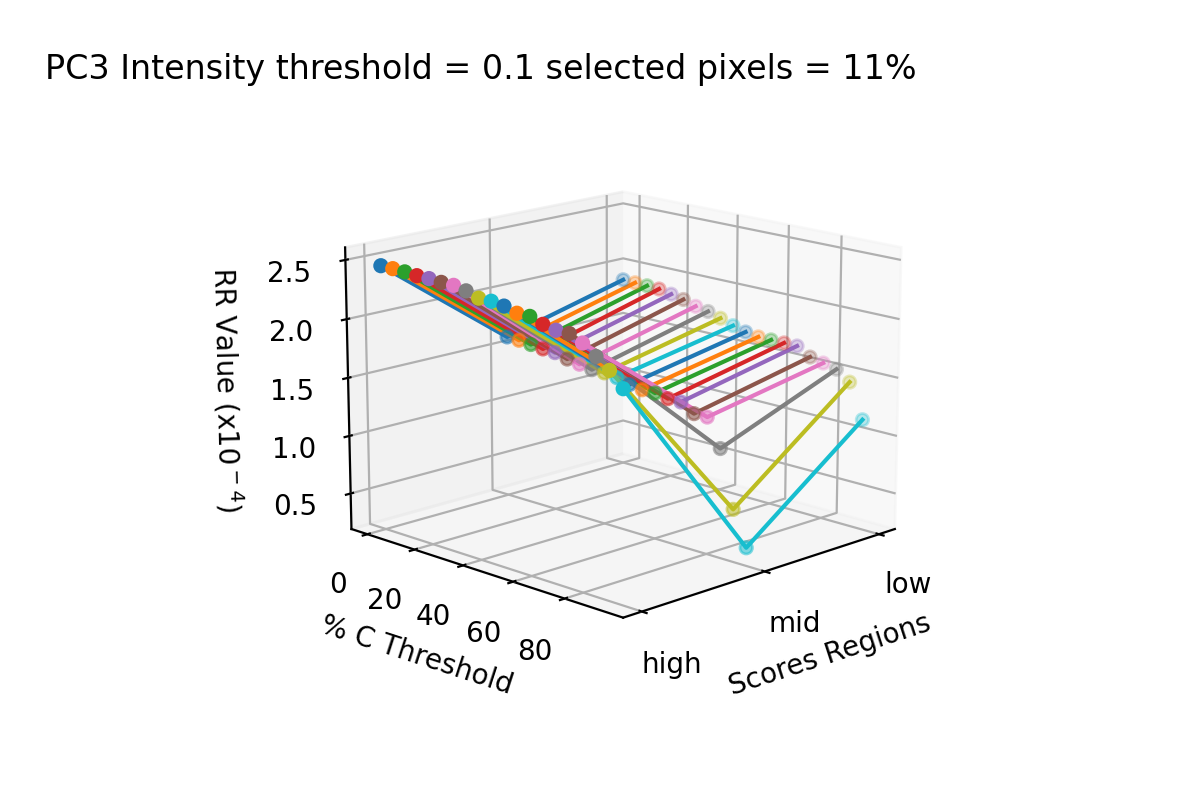 PC3 Intensity threshold = 0.1 selected pixels = 11%
RR Value (x10⁻⁴)
2.5
2.0
1.5
1.0
0.5
0
20
40
60
80
% C Threshold
high
mid
low
Scores Regions